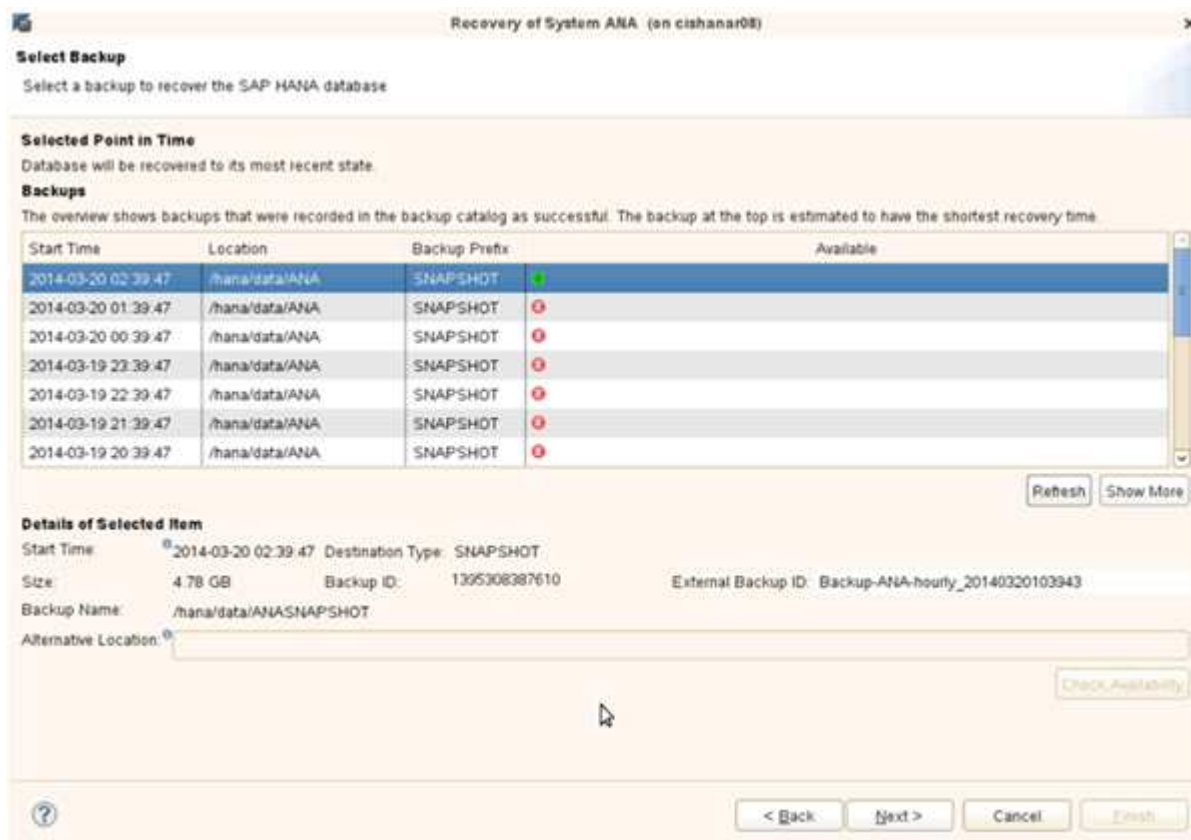 Recovery of System ANA (on cishanar08)
Select Backup
Select a backup to recover the SAP HANA database
Selected Point in Time
Database will be recovered to its most recent state.
Backups
The overview shows backups that were recorded in the backup catalog as successful. The backup at the top is estimated to have the shortest recovery time.
Start Time Location Backup Prefix Available
2014-03-20 02:39:47 /hana/data/ANA SNAPSHOT
2014-03-20 01:39:47 /hana/data/ANA SNAPSHOT
2014-03-20 00:39:47 /hana/data/ANA SNAPSHOT
2014-03-19 23:39:47 /hana/data/ANA SNAPSHOT
2014-03-19 22:39:47 /hana/data/ANA SNAPSHOT
2014-03-19 21:39:47 /hana/data/ANA SNAPSHOT
2014-03-19 20:39:47 /hana/data/ANA SNAPSHOT
Refresh Show More
Details of Selected Item
Start Time: 2014-03-20 02:39:47 Destination Type: SNAPSHOT
Size: 4.78 GB Backup ID: 1395308387610 External Backup ID: Backup-ANA-hourly_20140320103943
Backup Name: /hana/data/ANASNAPSHOT
Alternative Location:
Check Availability
< Back Next > Cancel Finish